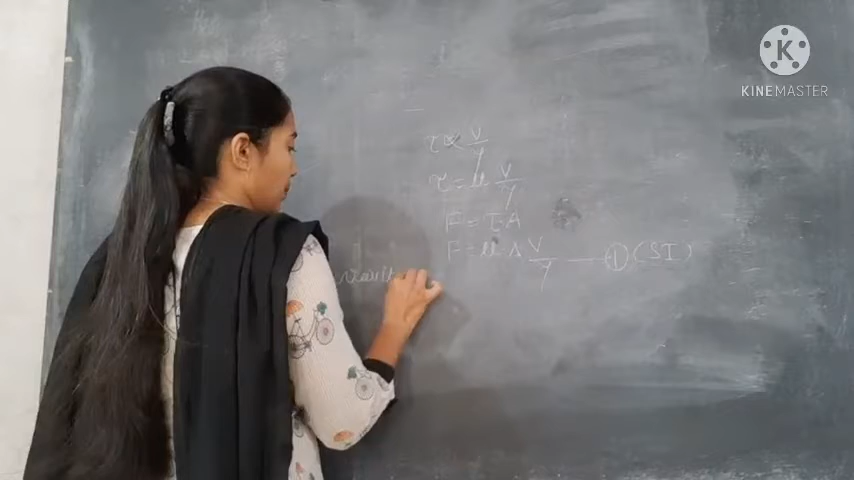 K
KINEMASTER
τ ∝ V/y
τ = μ V/y
F = τ·A
F = μ·A V/y — ① (SI)